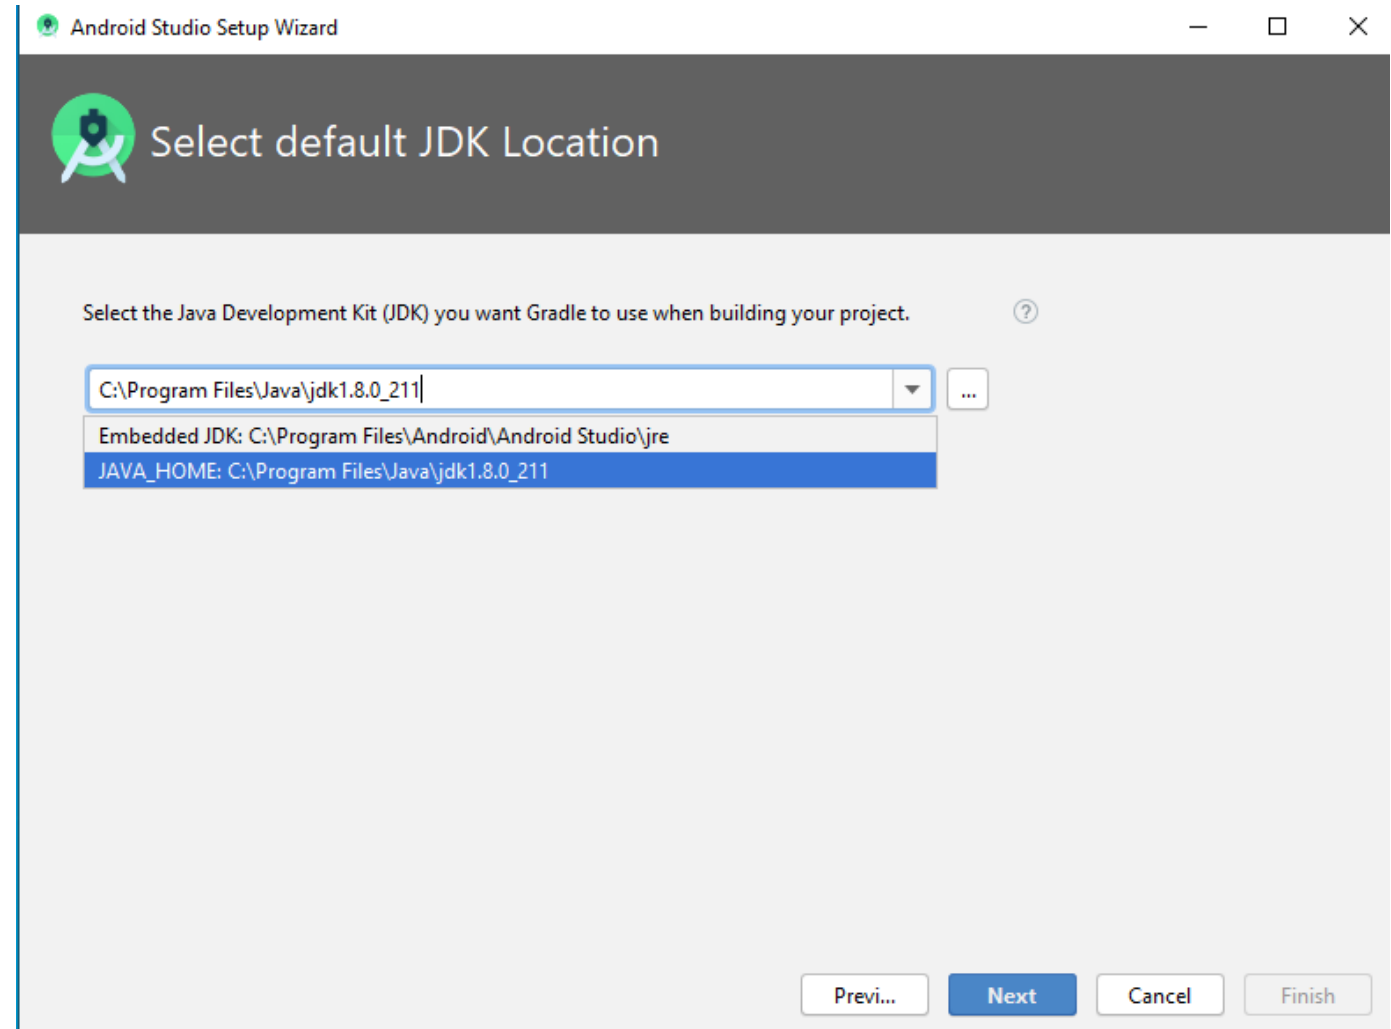 Android Studio Setup Wizard
Select default JDK Location
Select the Java Development Kit (JDK) you want Gradle to use when building your project.
?
C:\Program Files\Java\jdk1.8.0_211
...
Embedded JDK: C:\Program Files\Android\Android Studio\jre
JAVA_HOME: C:\Program Files\Java\jdk1.8.0_211
Previ... Next Cancel Finish